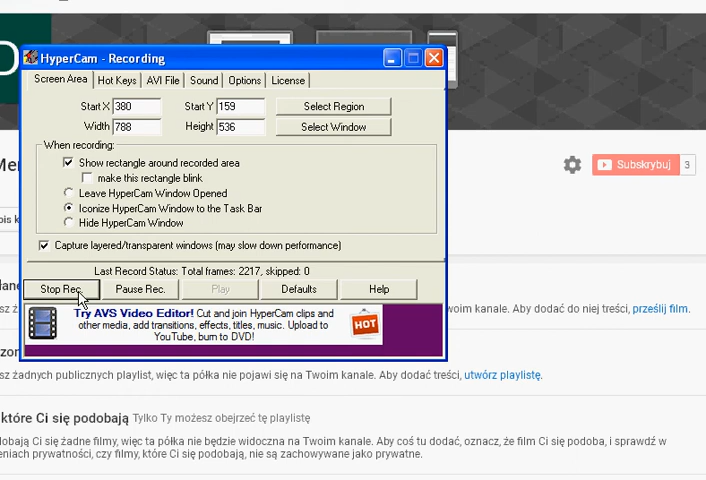 HyperCam - Recording
Screen Area Hot Keys AVI File Sound Options License
Start X 380 Start Y 159 Select Region
Width 788 Height 536 Select Window
When recording:
Show rectangle around recorded area
make this rectangle blink
Leave HyperCam Window Opened
Iconize HyperCam Window to the Task Bar
Hide HyperCam Window
Capture layered/transparent windows (may slow down performance)
Last Record Status: Total frames: 2217, skipped: 0
Stop Rec. Pause Rec. Play Defaults Help
Try AVS Video Editor! Cut and join HyperCam clips and
other media, add transitions, effects, titles, music. Upload to
YouTube, burn to DVD!
HOT
Subskrybuj 3
kanale. Aby dodać do niej treści, prześlij film.
żadnych publicznych playlist, więc ta półka nie pojawi się na Twoim kanale. Aby dodać treści, utwórz playlistę.
które Ci się podobają Tylko Ty możesz obejrzeć tę playlistę
Ci się żadne filmy, więc ta półka nie będzie widoczna na Twoim kanale. Aby coś tu dodać, oznacz, że film Ci się podoba, i sprawdź w
prywatności, czy filmy, które Ci się podobają, nie są zachowywane jako prywatne.